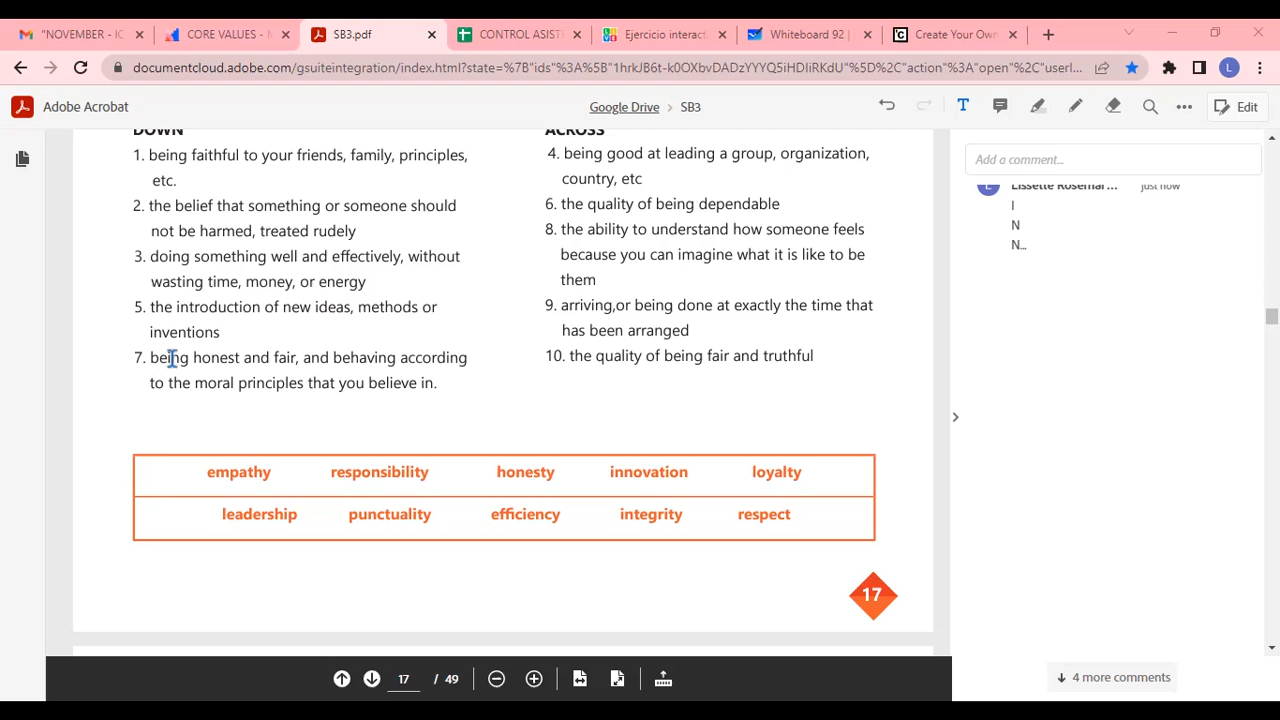 "NOVEMBER - IC
CORE VALUES - M
SB3.pdf
CONTROL ASIST
Ejercicio interact
Whiteboard 92 |
Create Your Own
documentcloud.adobe.com/gsuiteintegration/index.html?state=%7B"ids"%3A%5B"1hrkJB6t-k0OXbvDADzYYYQ5iHDIiRKdU"%5D%2C"action"%3A"open"%2C"userI...
L
Adobe Acrobat
Google Drive > SB3
Edit
DOWN
1. being faithful to your friends, family, principles,
etc.
2. the belief that something or someone should
not be harmed, treated rudely
3. doing something well and effectively, without
wasting time, money, or energy
5. the introduction of new ideas, methods or
inventions
7. being honest and fair, and behaving according
to the moral principles that you believe in.
ACROSS
4. being good at leading a group, organization,
country, etc
6. the quality of being dependable
8. the ability to understand how someone feels
because you can imagine what it is like to be
them
9. arriving,or being done at exactly the time that
has been arranged
10. the quality of being fair and truthful
empathy responsibility honesty innovation loyalty
leadership punctuality efficiency integrity respect
17
Add a comment...
L Lissette Rosemar... just now
I
N
N...
17 / 49
4 more comments